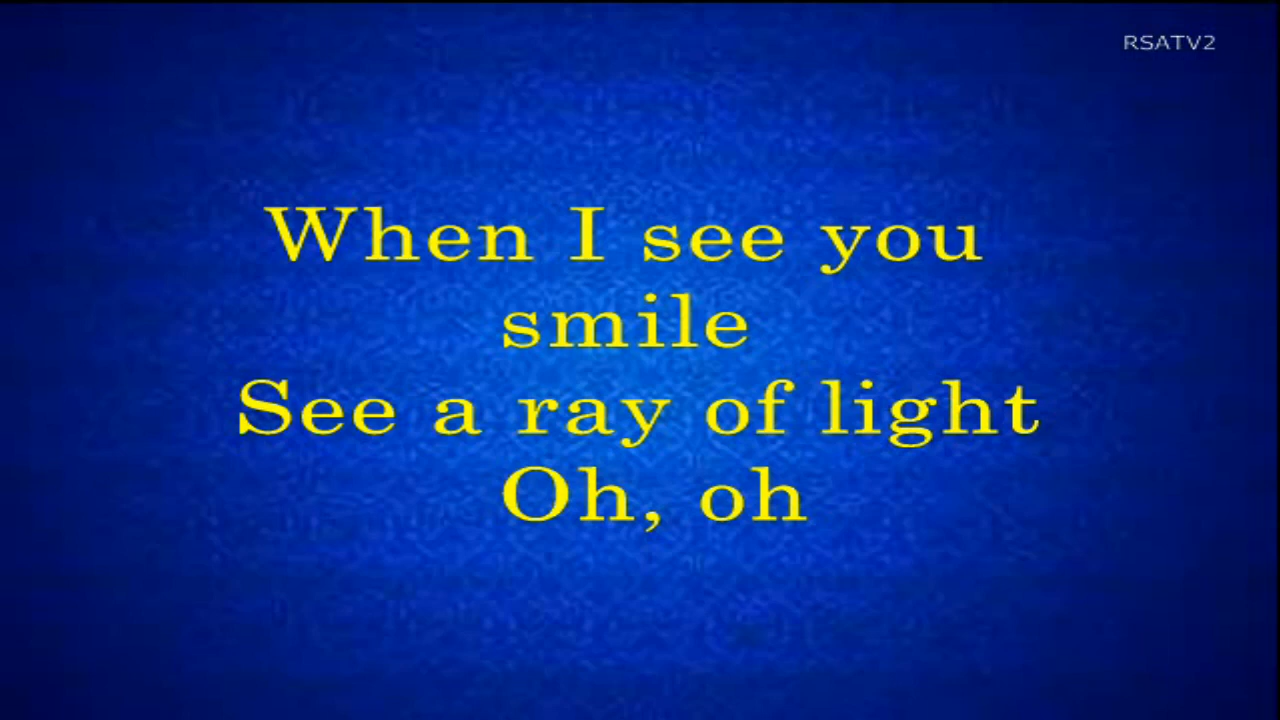 RSATV2
When I see you
smile
See a ray of light
Oh, oh